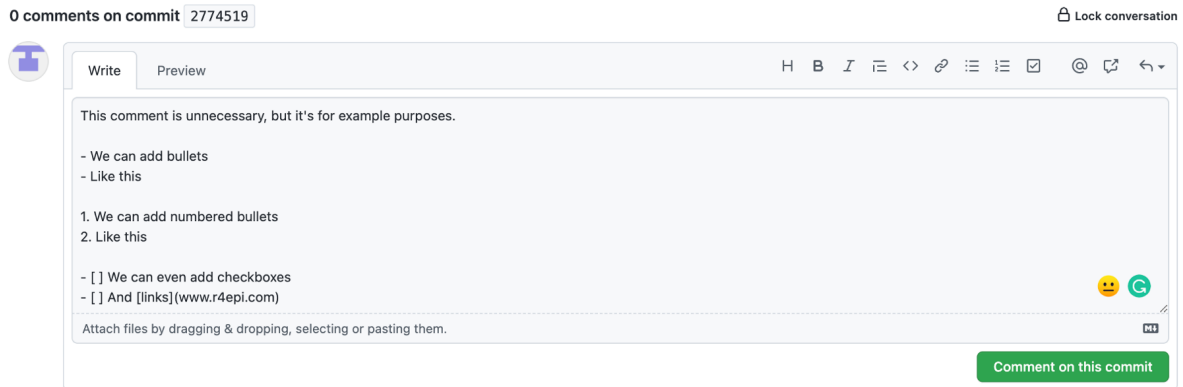 0 comments on commit 2774519
Lock conversation
Write Preview
This comment is unnecessary, but it's for example purposes.
- We can add bullets
- Like this
1. We can add numbered bullets
2. Like this
- [ ] We can even add checkboxes
- [ ] And [links](www.r4epi.com)
Attach files by dragging & dropping, selecting or pasting them.
Comment on this commit